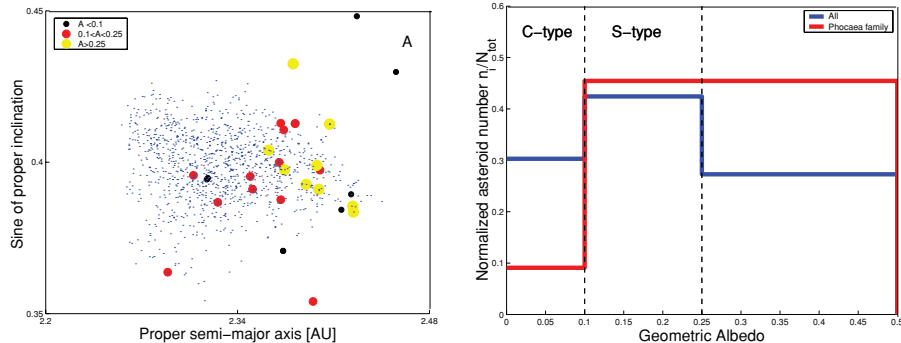 0.45
0.4
0.35
2.2
2.34
2.48
Sine of proper inclination
Proper semi−major axis [AU]
A <0.1
0.1<A<0.25
A>0.25
A
0.6
0.5
0.4
0.3
0.2
0.1
0
0
0.05
0.1
0.15
0.2
0.25
0.3
0.35
0.4
0.45
0.5
Normalized asteroid number n_i/N_tot
Geometric Albedo
C−type
S−type
All
Phocaea family